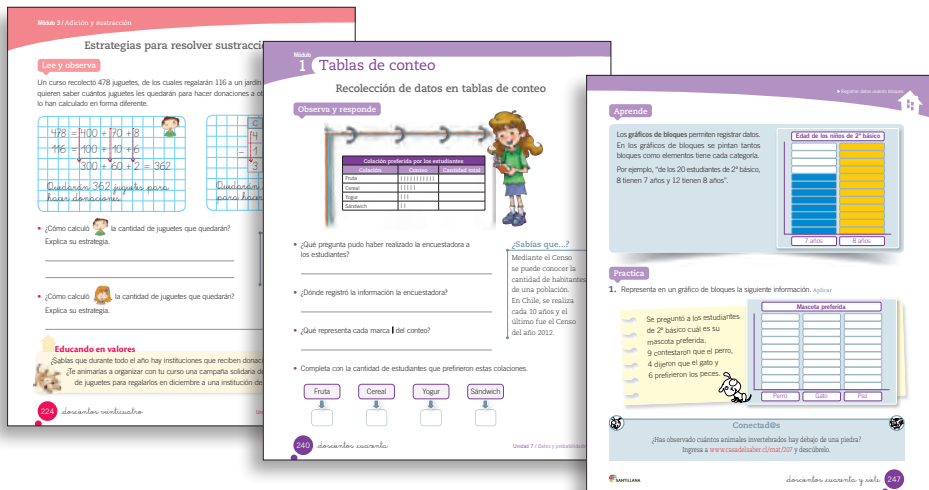 Módulo 3 / Adición y sustracción
Estrategias para resolver
Lee y observa
Un curso recolectó 478 juguetes, de los cuales regalarán 116 a un jardín
quieren saber cuántos juguetes les quedarán para hacer donaciones a
lo han calculado en forma diferente.
478 = 400 + 70 + 8
116 = 100 + 10 + 6
300 + 60 + 2 = 362
Quedarán 362 juguetes para
hacer donaciones
C
4
- 1
3
Quedarán
para hacer
• ¿Cómo calculó la cantidad de juguetes que quedarán?
Explica su estrategia.
• ¿Cómo calculó la cantidad de juguetes que quedarán?
Explica su estrategia.
Educando en valores
¿Sabías que durante todo el año hay instituciones que reciben
¿Te animarías a organizar con tu curso una campaña solidaria
de juguetes para regalarlos en diciembre a una institución
224 doscientos veinticuatro
Módulo
1 Tablas de conteo
Recolección de datos en tablas de conteo
Observa y responde
Colación preferida por los estudiantes
Colación Conteo Cantidad total
Fruta
Cereal IIIII
Yogur III
Sándwich II
• ¿Qué pregunta pudo haber realizado la encuestadora a
los estudiantes?
• ¿Dónde registró la información la encuestadora?
• ¿Qué representa cada marca I del conteo?
• Completa con la cantidad de estudiantes que prefirieron estas colaciones.
Fruta Cereal Yogur Sándwich
¿Sabías que...?
Mediante el Censo
se puede conocer la
cantidad de habitantes
de una población.
En Chile, se realiza
cada 10 años y el
último fue el Censo
del año 2012.
240 doscientos cuarenta
Unidad 7 / Datos y
▶ Registrar datos usando bloques
Aprende
Los gráficos de bloques permiten registrar datos.
En los gráficos de bloques se pintan tantos
bloques como elementos tiene cada categoría.
Por ejemplo, "de los 20 estudiantes de 2º básico,
8 tienen 7 años y 12 tienen 8 años".
Edad de los niños de 2º básico
7 años 8 años
Practica
1. Representa en un gráfico de bloques la siguiente información. Aplicar
Se preguntó a los estudiantes
de 2º básico cuál es su
mascota preferida.
9 contestaron que el perro,
4 dijeron que el gato y
6 prefirieron los peces.
Mascota preferida
Perro Gato Pez
Conectad@s
¿Has observado cuántos animales invertebrados hay debajo de una piedra?
Ingresa a www.casadelsaber.cl/mat/207 y descúbrelo.
SANTILLANA
doscientos cuarenta y siete 247